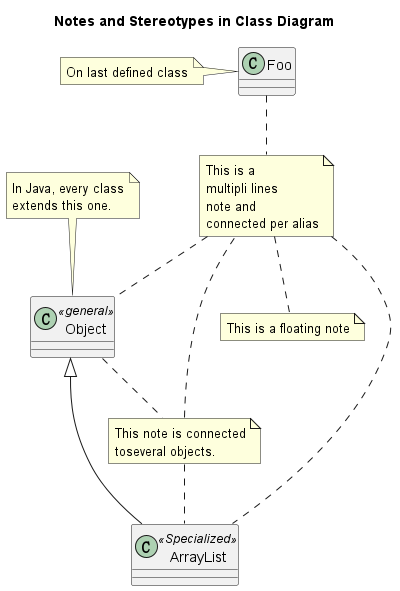 Notes and Stereotypes in Class Diagram
On last defined class
C Foo
This is a
multipli lines
note and
connected per alias
In Java, every class
extends this one.
«general»
C Object
This is a floating note
This note is connected
toseveral objects.
«Specialized»
C ArrayList